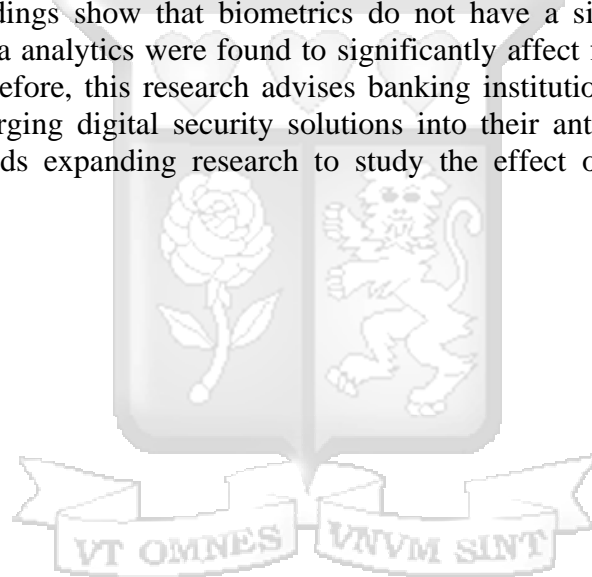 dings show that biometrics do not have a si
a analytics were found to significantly affect
efore, this research advises banking institutio
rging digital security solutions into their ant
ds expanding research to study the effect o
VT OMNES VNVM SINT